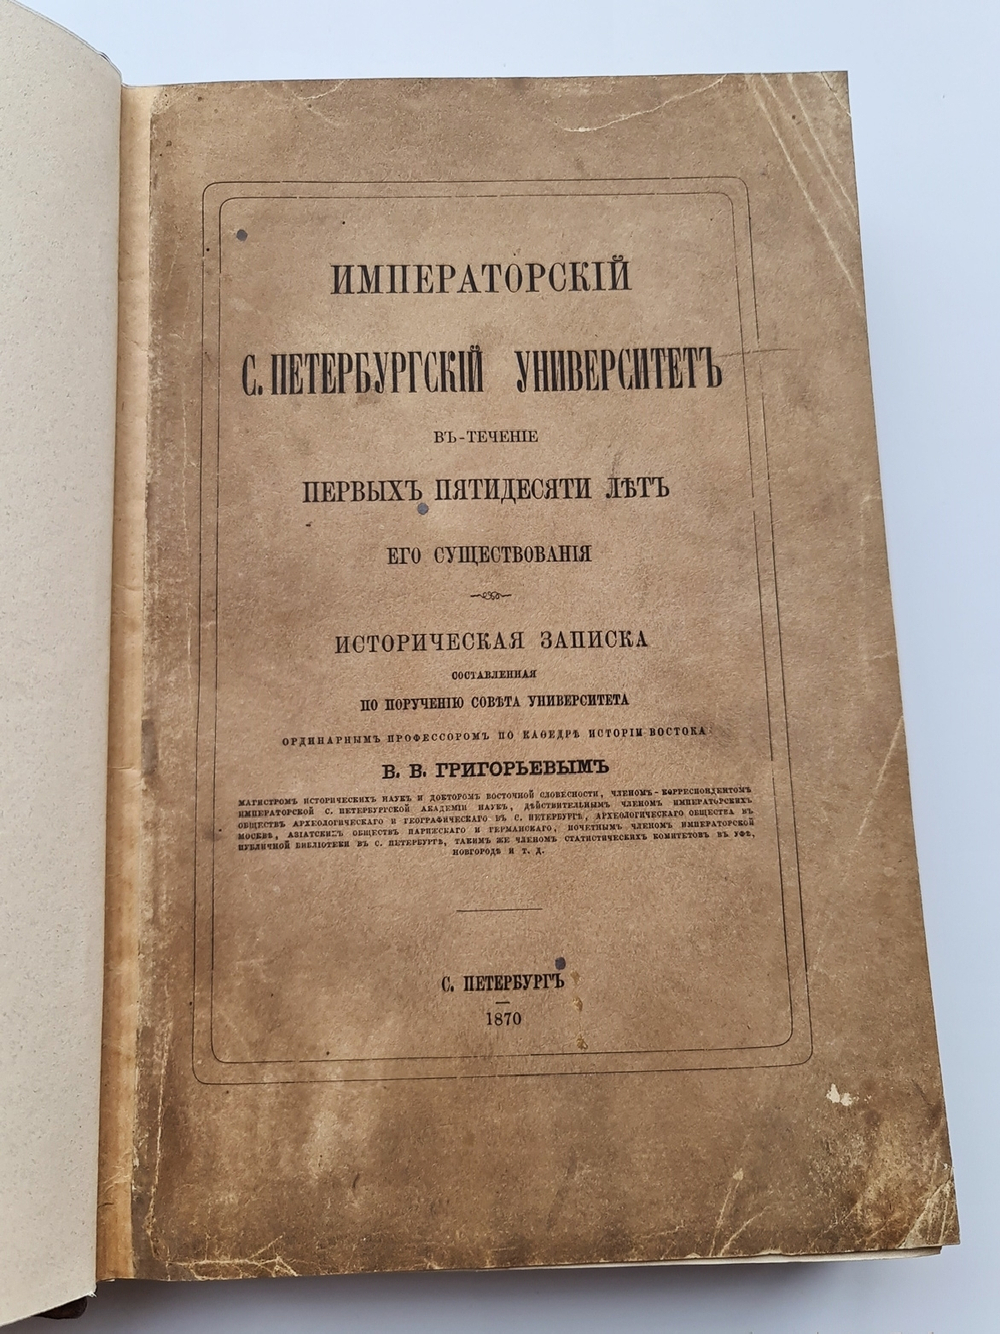 ИМПЕРАТОРСКІЙ
С. ПЕТЕРБУРГСКІЙ УНИВЕРСИТЕТЪ
ВЪ-ТЕЧЕНІЕ
ПЕРВЫХЪ ПЯТИДЕСЯТИ ЛѢТЪ
ЕГО СУЩЕСТВОВАНІЯ
ИСТОРИЧЕСКАЯ ЗАПИСКА
СОСТАВЛЕННАЯ
ПО ПОРУЧЕНІЮ СОВѢТА УНИВЕРСИТЕТА
ОРДИНАРНЫМЪ ПРОФЕССОРОМЪ ПО КАѲЕДРѢ ИСТОРІИ ВОСТОКА
В. В. ГРИГОРЬЕВЫМЪ
МАГИСТРОМЪ ИСТОРИЧЕСКИХЪ НАУКЪ И ДОКТОРОМЪ ВОСТОЧНОЙ СЛОВЕСНОСТИ, ЧЛЕНОМЪ-КОРРЕСПОНДЕНТОМЪ
ИМПЕРАТОРСКОЙ С. ПЕТЕРБУРГСКОЙ АКАДЕМІИ НАУКЪ, ДѢЙСТВИТЕЛЬНЫМЪ ЧЛЕНОМЪ ИМПЕРАТОРСКИХЪ
ОБЩЕСТВЪ АРХЕОЛОГИЧЕСКАГО И ГЕОГРАФИЧЕСКАГО ВЪ С. ПЕТЕРБУРГѢ, АРХЕОЛОГИЧЕСКАГО ОБЩЕСТВА ВЪ
МОСКВѢ, АЗІАТСКИХЪ ОБЩЕСТВЪ ПАРИЖСКАГО И ГЕРМАНСКАГО, ПОЧЕТНЫМЪ ЧЛЕНОМЪ ИМПЕРАТОРСКОЙ
ПУБЛИЧНОЙ БИБЛІОТЕКИ ВЪ С. ПЕТЕРБУРГѢ, ТАКИМЪ ЖЕ ЧЛЕНОМЪ СТАТИСТИЧЕСКИХЪ КОМИТЕТОВЪ ВЪ УФѢ,
НОВГОРОДѢ И Т. Д.
С. ПЕТЕРБУРГЪ
1870